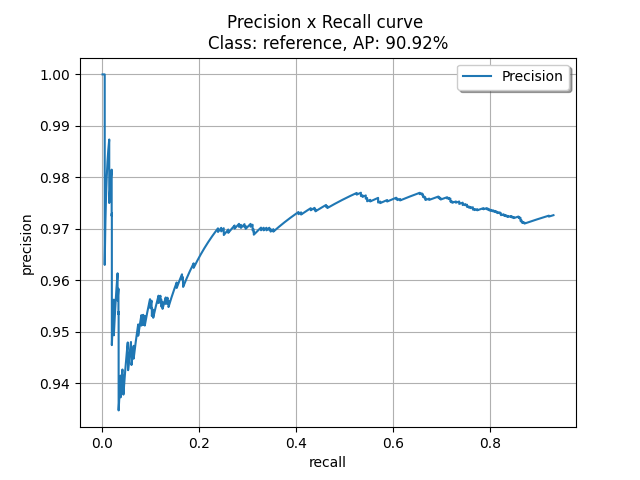 Precision x Recall curve
Class: reference, AP: 90.92%
Precision
1.00
0.99
0.98
0.97
0.96
0.95
0.94
precision
0.0 0.2 0.4 0.6 0.8
recall